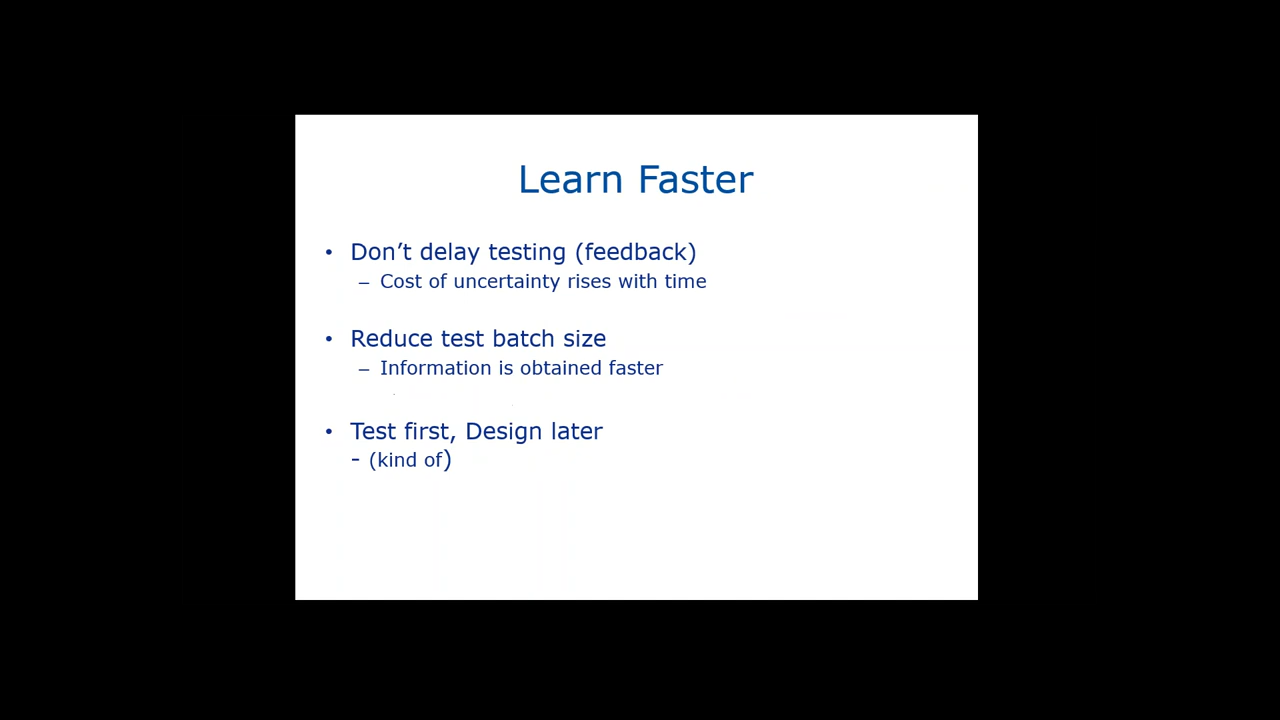 Learn Faster
• Don’t delay testing (feedback)
– Cost of uncertainty rises with time
• Reduce test batch size
– Information is obtained faster
• Test first, Design later
- (kind of)